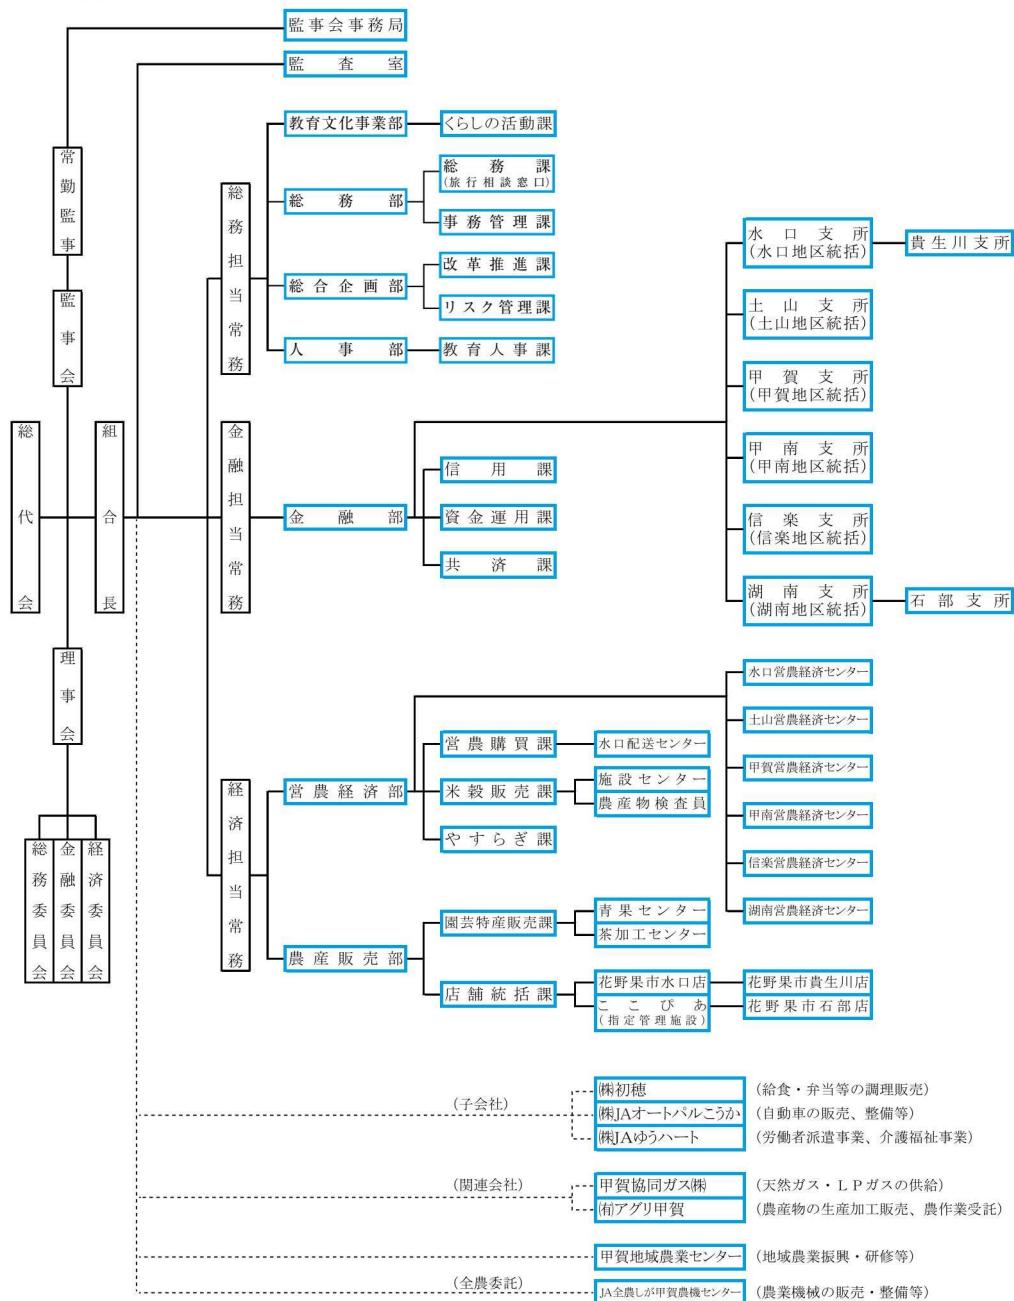 監事会事務局
監査室
教育文化事業部
くらしの活動課
総務部
総務課
(旅行相談窓口)
事務管理課
総合企画部
改革推進課
リスク管理課
人事部
教育人事課
常勤監事
監事会
総代会
組合長
理事会
総務委員会
金融委員会
経済委員会
総務担当常務
金融担当常務
経済担当常務
金融部
信用課
資金運用課
共済課
水口支所
(水口地区統括)
貴生川支所
土山支所
(土山地区統括)
甲賀支所
(甲賀地区統括)
甲南支所
(甲南地区統括)
信楽支所
(信楽地区統括)
湖南支所
(湖南地区統括)
石部支所
営農経済部
営農購買課
水口配送センター
米穀販売課
施設センター
農産物検査員
やすらぎ課
水口営農経済センター
土山営農経済センター
甲賀営農経済センター
甲南営農経済センター
信楽営農経済センター
湖南営農経済センター
農産販売部
園芸特産販売課
青果センター
茶加工センター
店舗統括課
花野果市水口店
花野果市貴生川店
ここぴあ
(指定管理施設)
花野果市石部店
(子会社)
㈱初穂
(給食・弁当等の調理販売)
㈱JAオートパルこうか
(自動車の販売、整備等)
㈱JAゆうハート
(労働者派遣事業、介護福祉事業)
(関連会社)
甲賀協同ガス㈱
(天然ガス・LPガスの供給)
㈲アグリ甲賀
(農産物の生産加工販売、農作業受託)
甲賀地域農業センター
(地域農業振興・研修等)
(全農委託)
JA全農しが甲賀農機センター
(農業機械の販売・整備等)